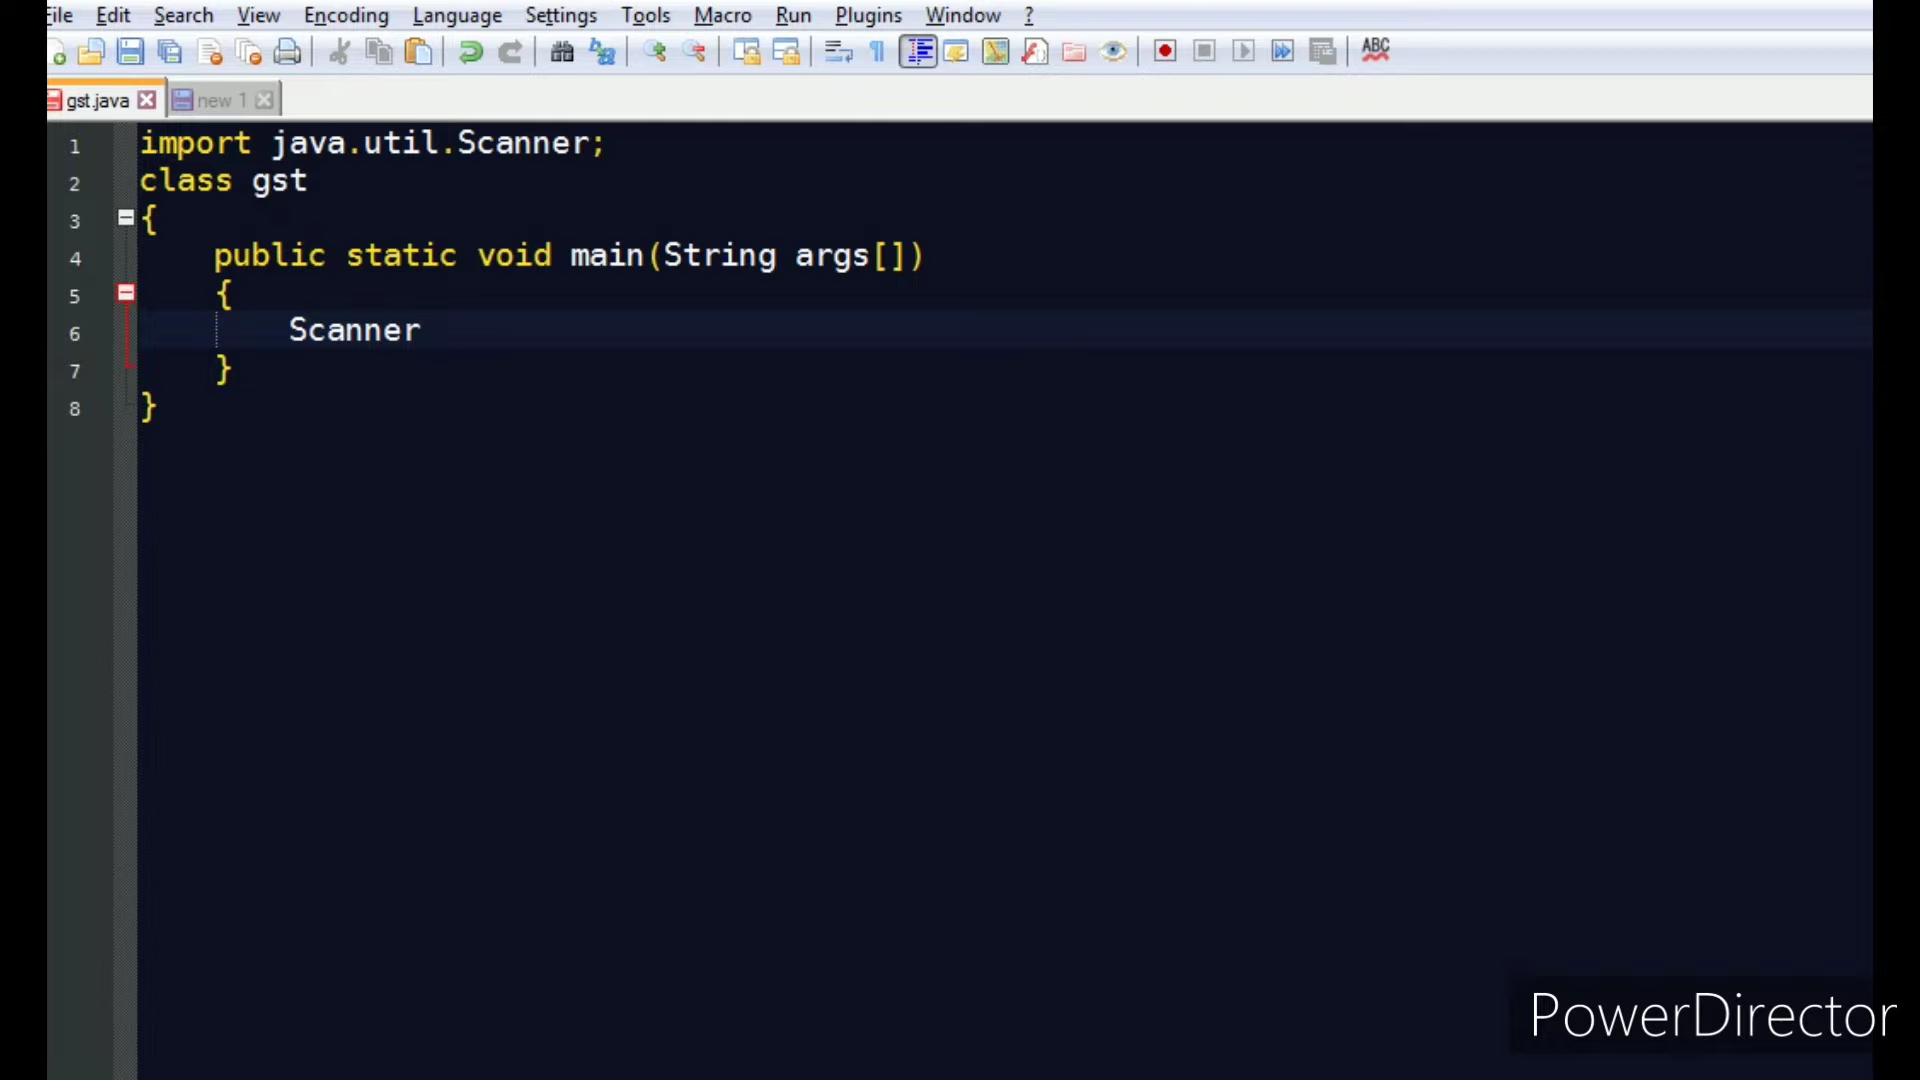 File Edit Search View Encoding Language Settings Tools Macro Run Plugins Window ?
ABC
gst.java new 1
1 import java.util.Scanner;
2 class gst
3 {
4 public static void main(String args[])
5 {
6 Scanner
7 }
8 }
PowerDirector